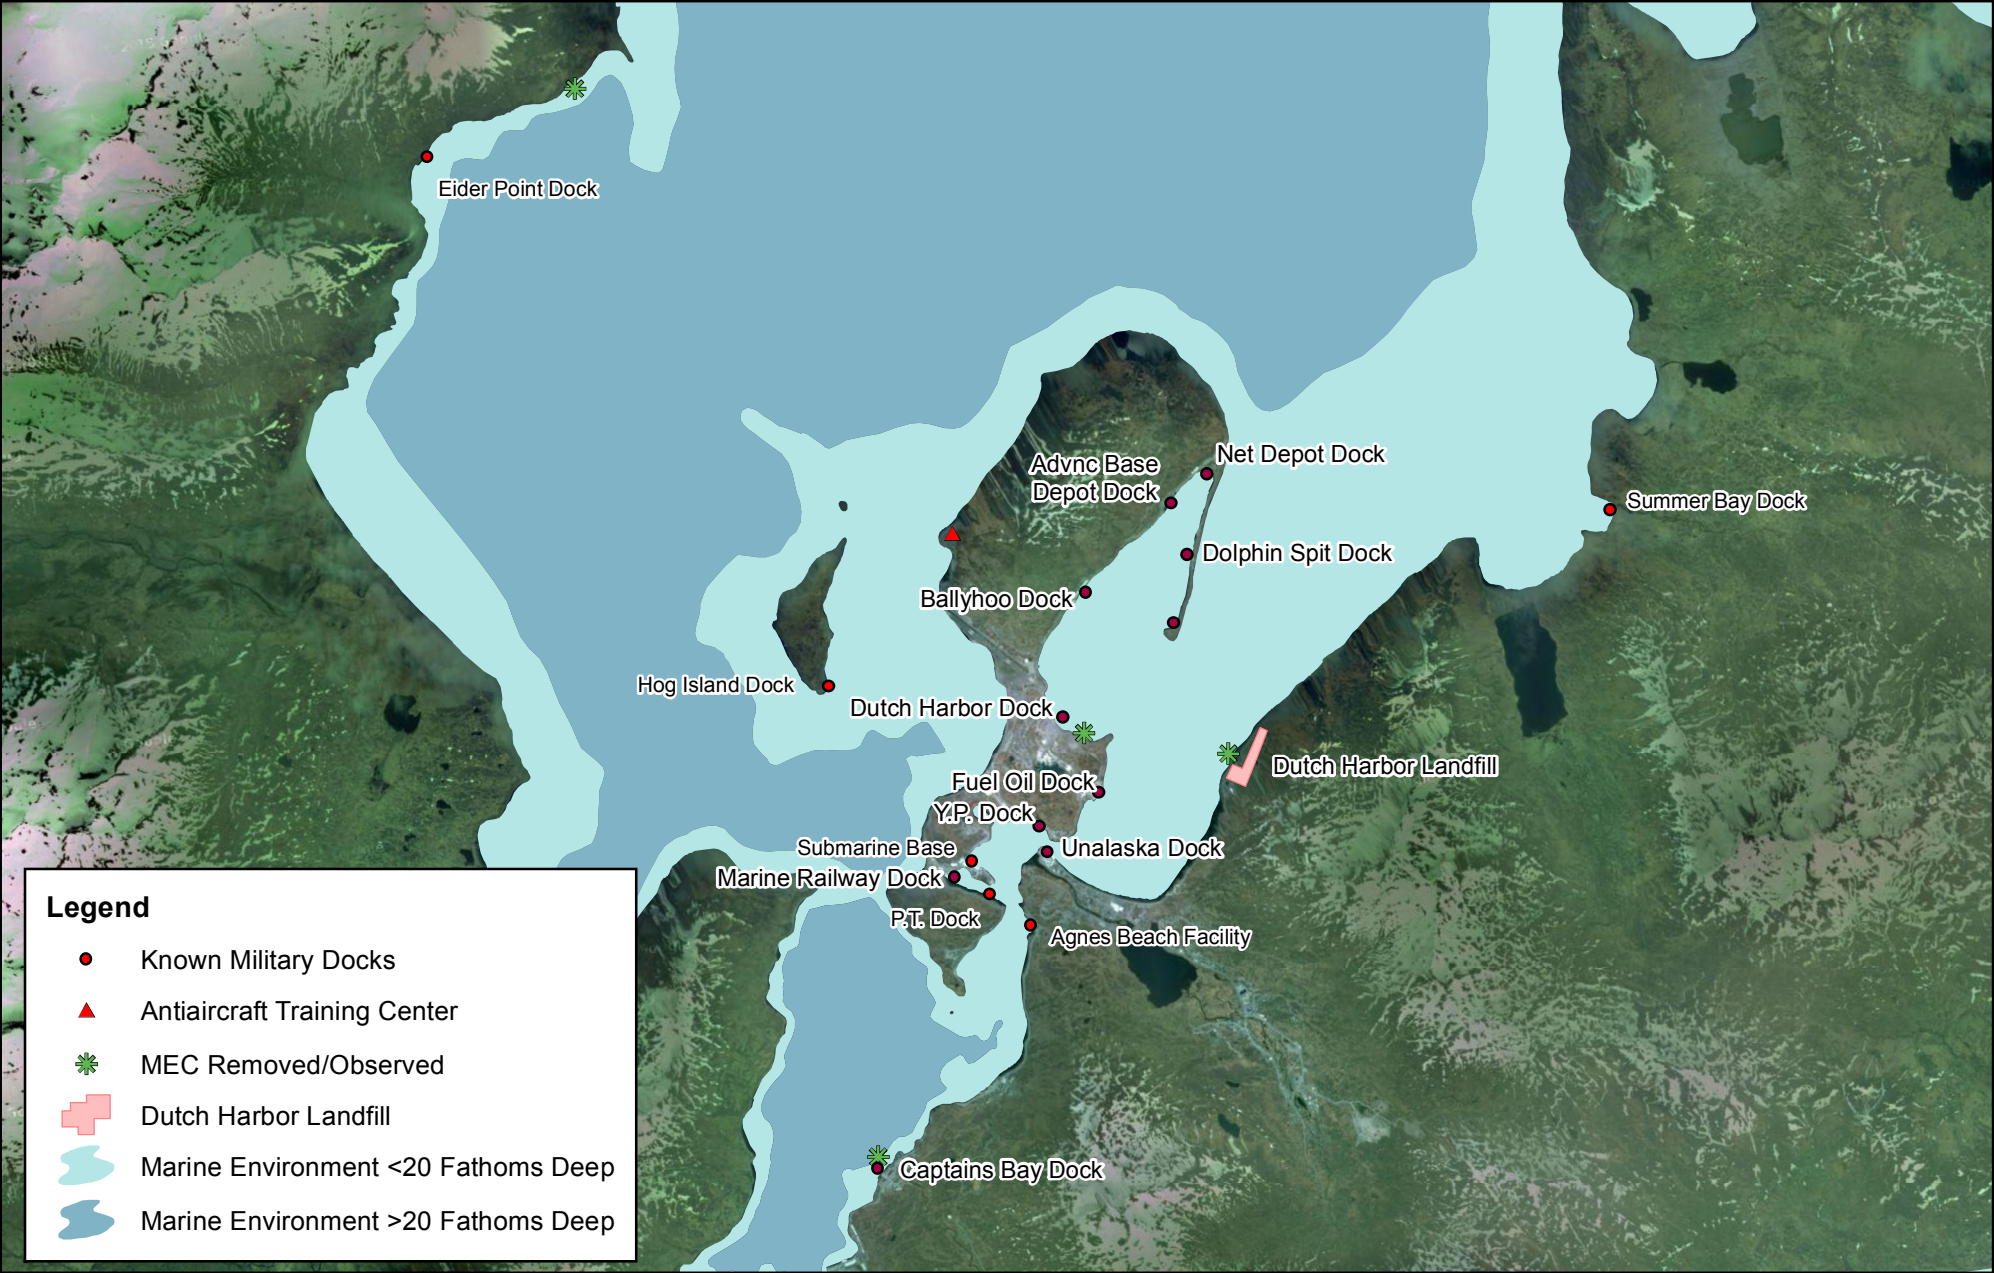 Eider Point Dock
Net Depot Dock
Advnc Base
Depot Dock
Summer Bay Dock
Dolphin Spit Dock
Ballyhoo Dock
Hog Island Dock
Dutch Harbor Dock
Dutch Harbor Landfill
Fuel Oil Dock
Y.P. Dock
Submarine Base
Unalaska Dock
Marine Railway Dock
P.T. Dock
Agnes Beach Facility
Captains Bay Dock
Legend
Known Military Docks
Antiaircraft Training Center
MEC Removed/Observed
Dutch Harbor Landfill
Marine Environment <20 Fathoms Deep
Marine Environment >20 Fathoms Deep